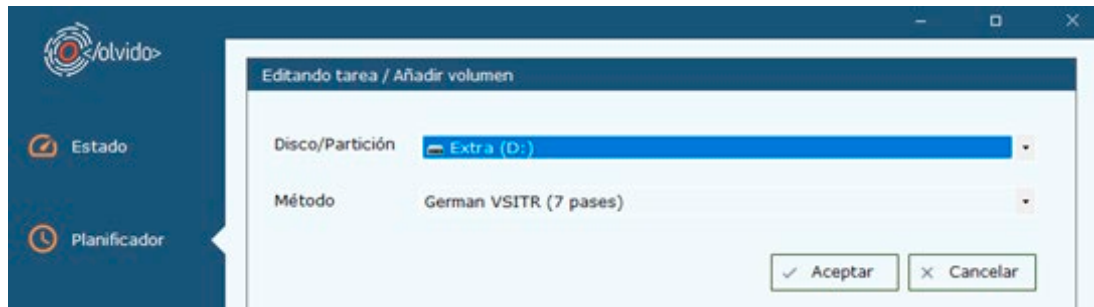 </olvido>
Editando tarea / Añadir volumen
Estado
Disco/Partición Extra (D:)
Método German VSITR (7 pases)
Planificador
Aceptar Cancelar